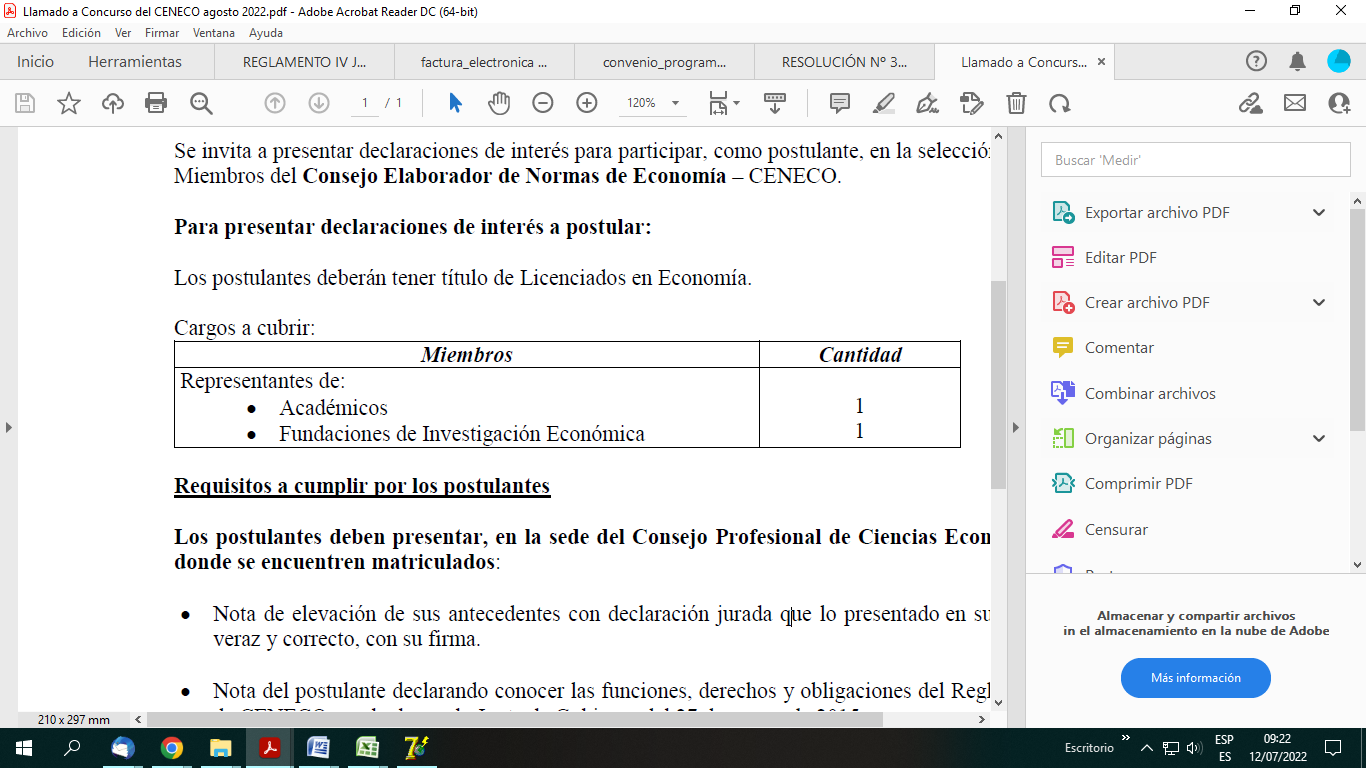 Llamado a Concurso del CENECO agosto 2022.pdf - Adobe Acrobat Reader DC (64-bit)
Archivo Edición Ver Firmar Ventana Ayuda
Inicio Herramientas REGLAMENTO IV J... factura_electronica ... convenio_program... RESOLUCIÓN Nº 3... Llamado a Concurs... ×
1 / 1 120%
Se invita a presentar declaraciones de interés para participar, como postulante, en la selección
Miembros del Consejo Elaborador de Normas de Economía – CENECO.
Para presentar declaraciones de interés a postular:
Los postulantes deberán tener título de Licenciados en Economía.
Cargos a cubrir:
Miembros Cantidad
Representantes de:
• Académicos 1
• Fundaciones de Investigación Económica 1
Requisitos a cumplir por los postulantes
Los postulantes deben presentar, en la sede del Consejo Profesional de Ciencias Econ
donde se encuentren matriculados:
• Nota de elevación de sus antecedentes con declaración jurada que lo presentado en su
veraz y correcto, con su firma.
• Nota del postulante declarando conocer las funciones, derechos y obligaciones del Regl
210 x 297 mm
Buscar 'Medir'
Exportar archivo PDF
Editar PDF
Crear archivo PDF
Comentar
Combinar archivos
Organizar páginas
Comprimir PDF
Censurar
Almacenar y compartir archivos
in el almacenamiento en la nube de Adobe
Más información
Escritorio » ESP 09:22
ES 12/07/2022